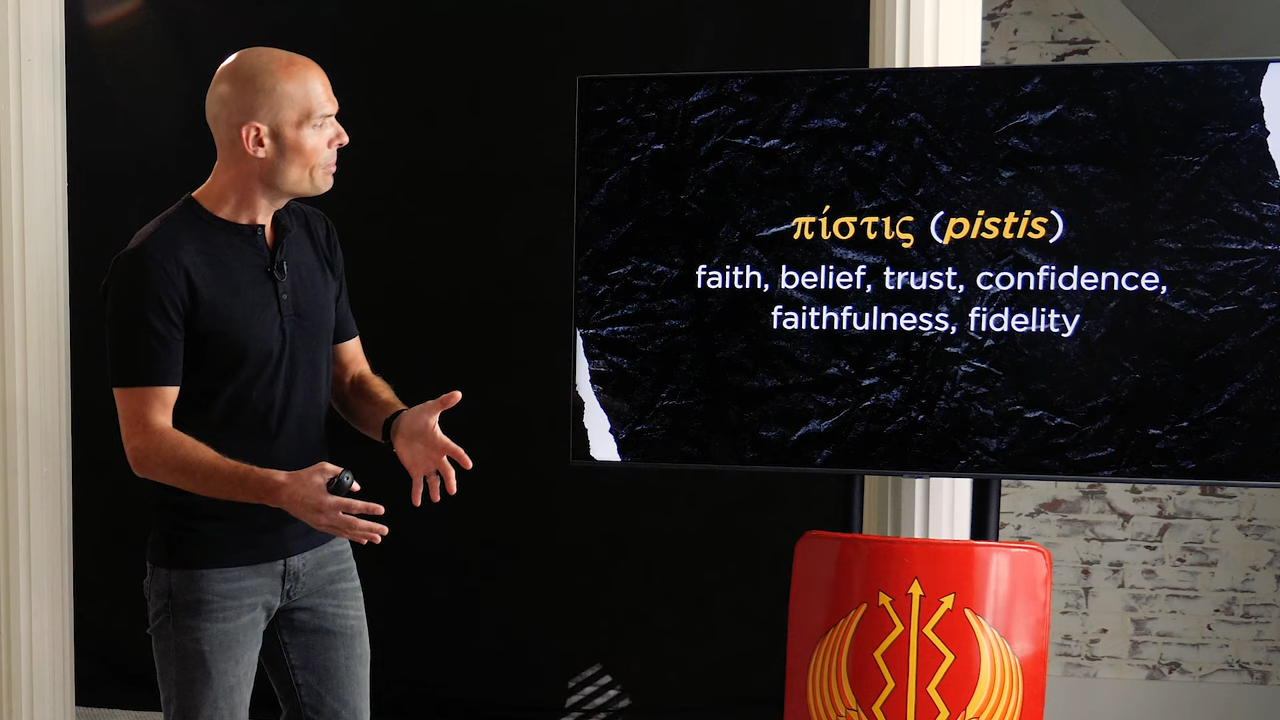 πίστις (pistis)
faith, belief, trust, confidence,
faithfulness, fidelity